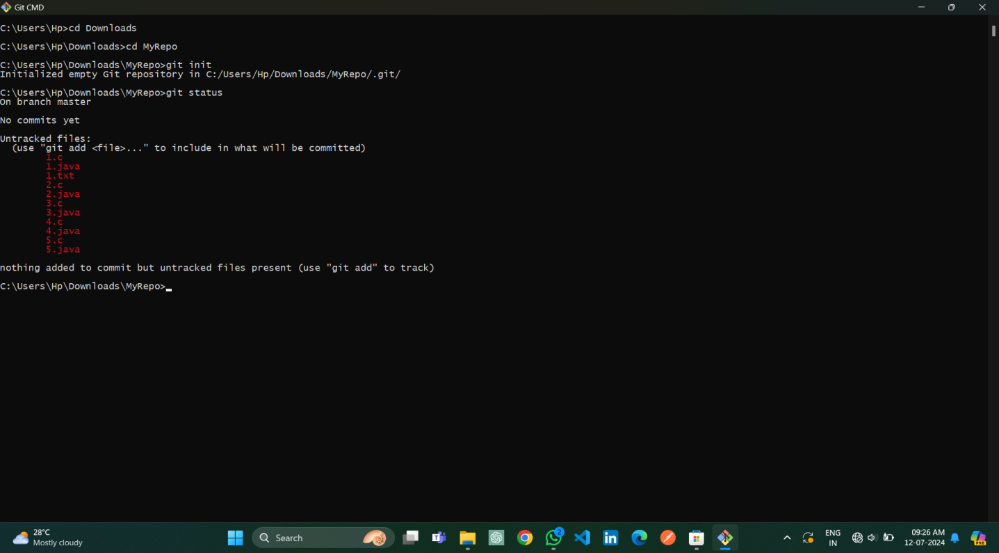 Git CMD
C:\Users\Hp>cd Downloads
C:\Users\Hp\Downloads>cd MyRepo
C:\Users\Hp\Downloads\MyRepo>git init
Initialized empty Git repository in C:/Users/Hp/Downloads/MyRepo/.git/
C:\Users\Hp\Downloads\MyRepo>git status
On branch master
No commits yet
Untracked files:
  (use "git add <file>..." to include in what will be committed)
        1.c
        1.java
        1.txt
        2.c
        2.java
        3.c
        3.java
        4.c
        4.java
        5.c
        5.java
nothing added to commit but untracked files present (use "git add" to track)
C:\Users\Hp\Downloads\MyRepo>
28°C
Mostly cloudy
Search
2
ENG
IN
09:26 AM
12-07-2024
PRE